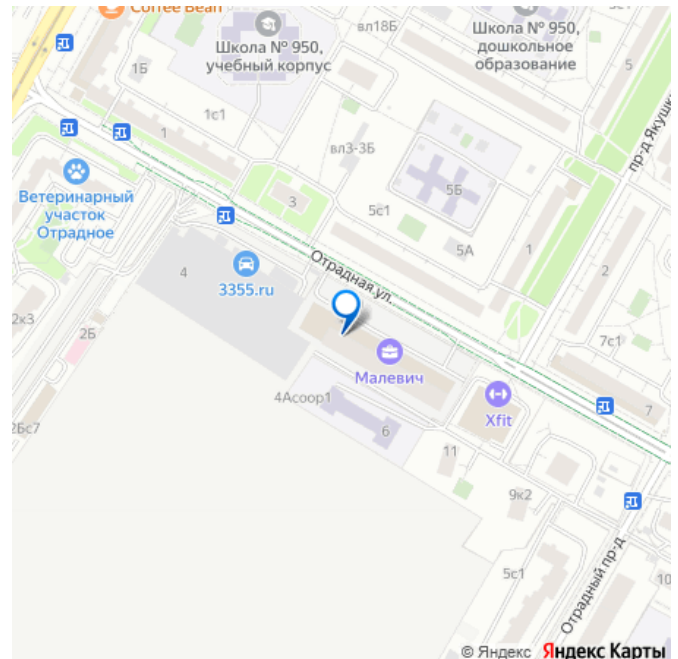 Coffee Bean
Школа № 950,
учебный корпус
вл18Б
Школа № 950,
дошкольное
образование
5с1
5
1Б
1с1
1
вл3-3Б
пр-д Якушк
Ветеринарный
участок
Отрадное
3
5с1
5Б
5А
1
2
4
3355.ru
Отрадная ул.
2к3
2Б
7с1
Малевич
Xfit
4Асоор1
6
7
2Бс7
11
9к2
5с1
Отрадный пр-д
10
© Яндекс Яндекс Карты